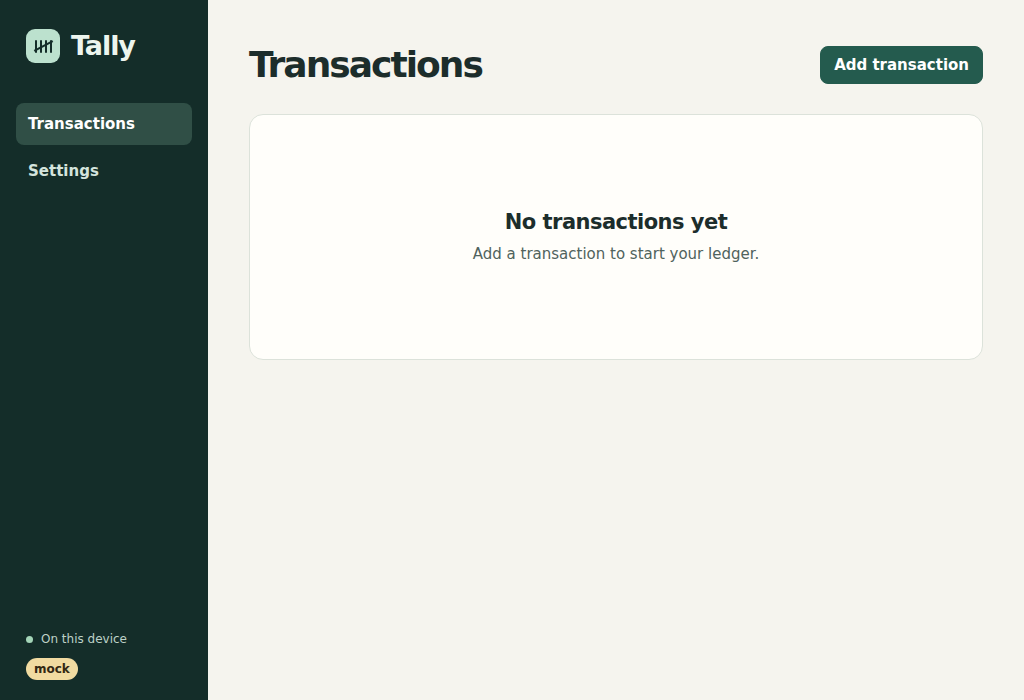 Tally
Transactions
Settings
On this device
mock
Transactions
Add transaction
No transactions yet
Add a transaction to start your ledger.